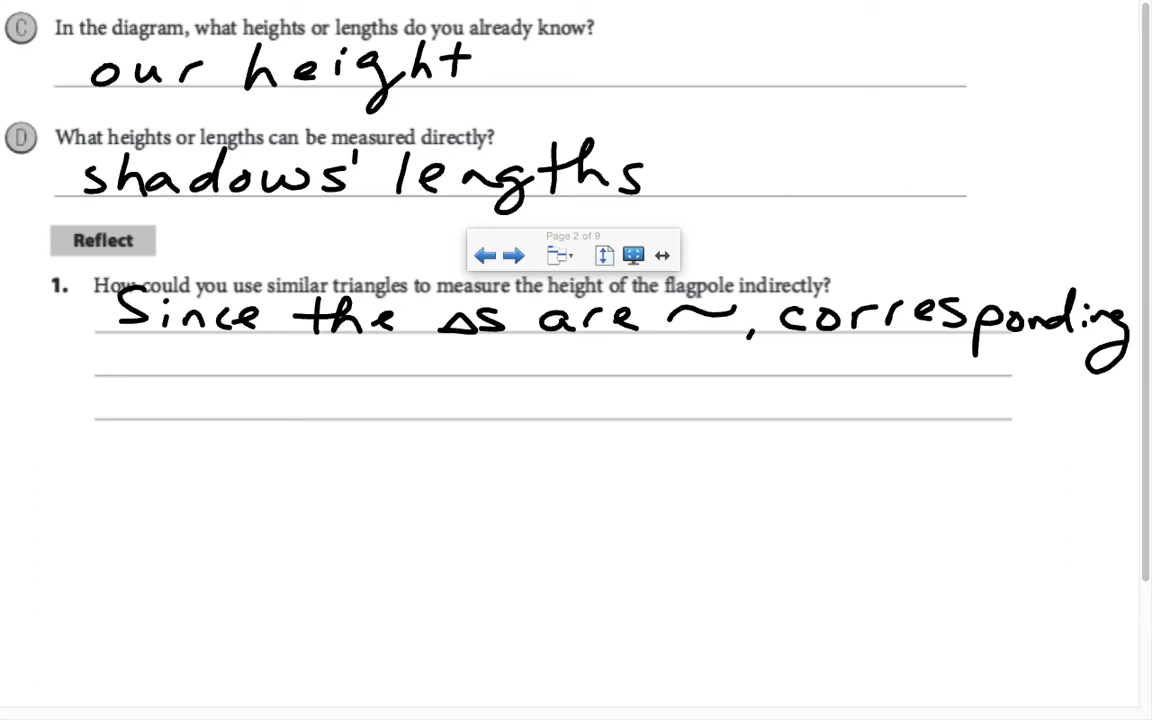 C In the diagram, what heights or lengths do you already know?
our height
D What heights or lengths can be measured directly?
shadows' lengths
Reflect
Page 2 of 9
1. How could you use similar triangles to measure the height of the flagpole indirectly?
Since the △s are ~, corresponding